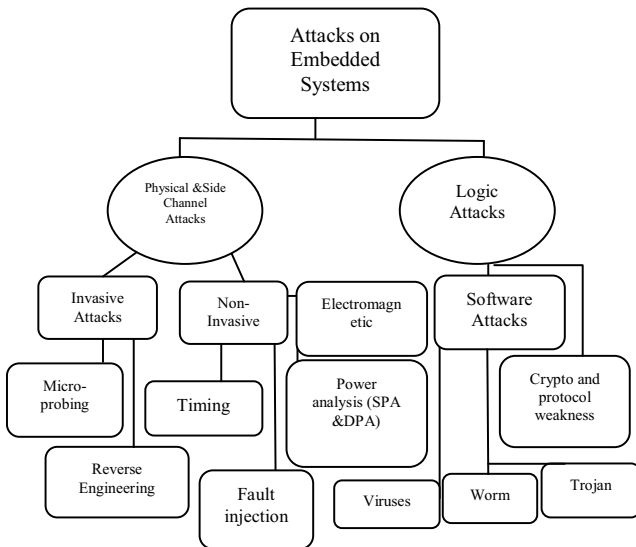 Attacks on
Embedded
Systems
Physical &Side
Channel
Attacks
Logic
Attacks
Invasive
Attacks
Non-
Invasive
Electromagn
etic
Software
Attacks
Micro-
probing
Timing
Power
analysis (SPA
&DPA)
Crypto and
protocol
weakness
Reverse
Engineering
Fault
injection
Viruses
Worm
Trojan